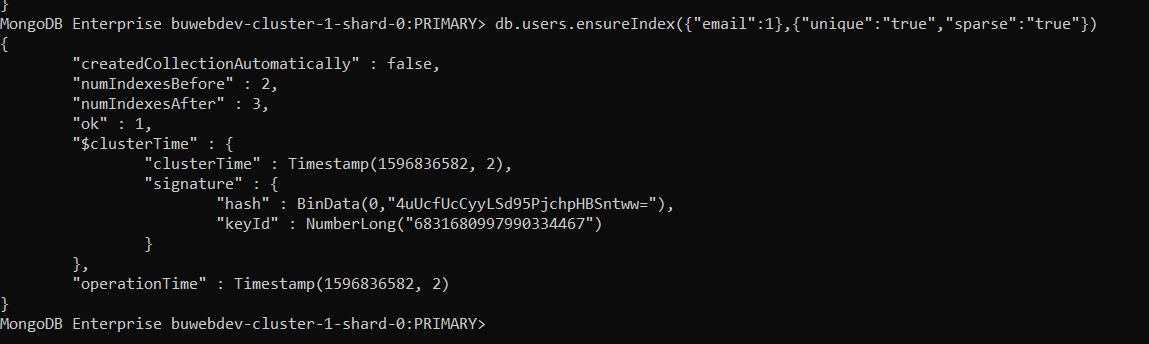 }
MongoDB Enterprise buwebdev-cluster-1-shard-0:PRIMARY> db.users.ensureIndex({"email":1},{"unique":"true","sparse":"true"})
{
        "createdCollectionAutomatically" : false,
        "numIndexesBefore" : 2,
        "numIndexesAfter" : 3,
        "ok" : 1,
        "$clusterTime" : {
                "clusterTime" : Timestamp(1596836582, 2),
                "signature" : {
                        "hash" : BinData(0,"4uUcfUcCyyLSd95PjchpHBSntww="),
                        "keyId" : NumberLong("6831680997990334467")
                }
        },
        "operationTime" : Timestamp(1596836582, 2)
}
MongoDB Enterprise buwebdev-cluster-1-shard-0:PRIMARY>